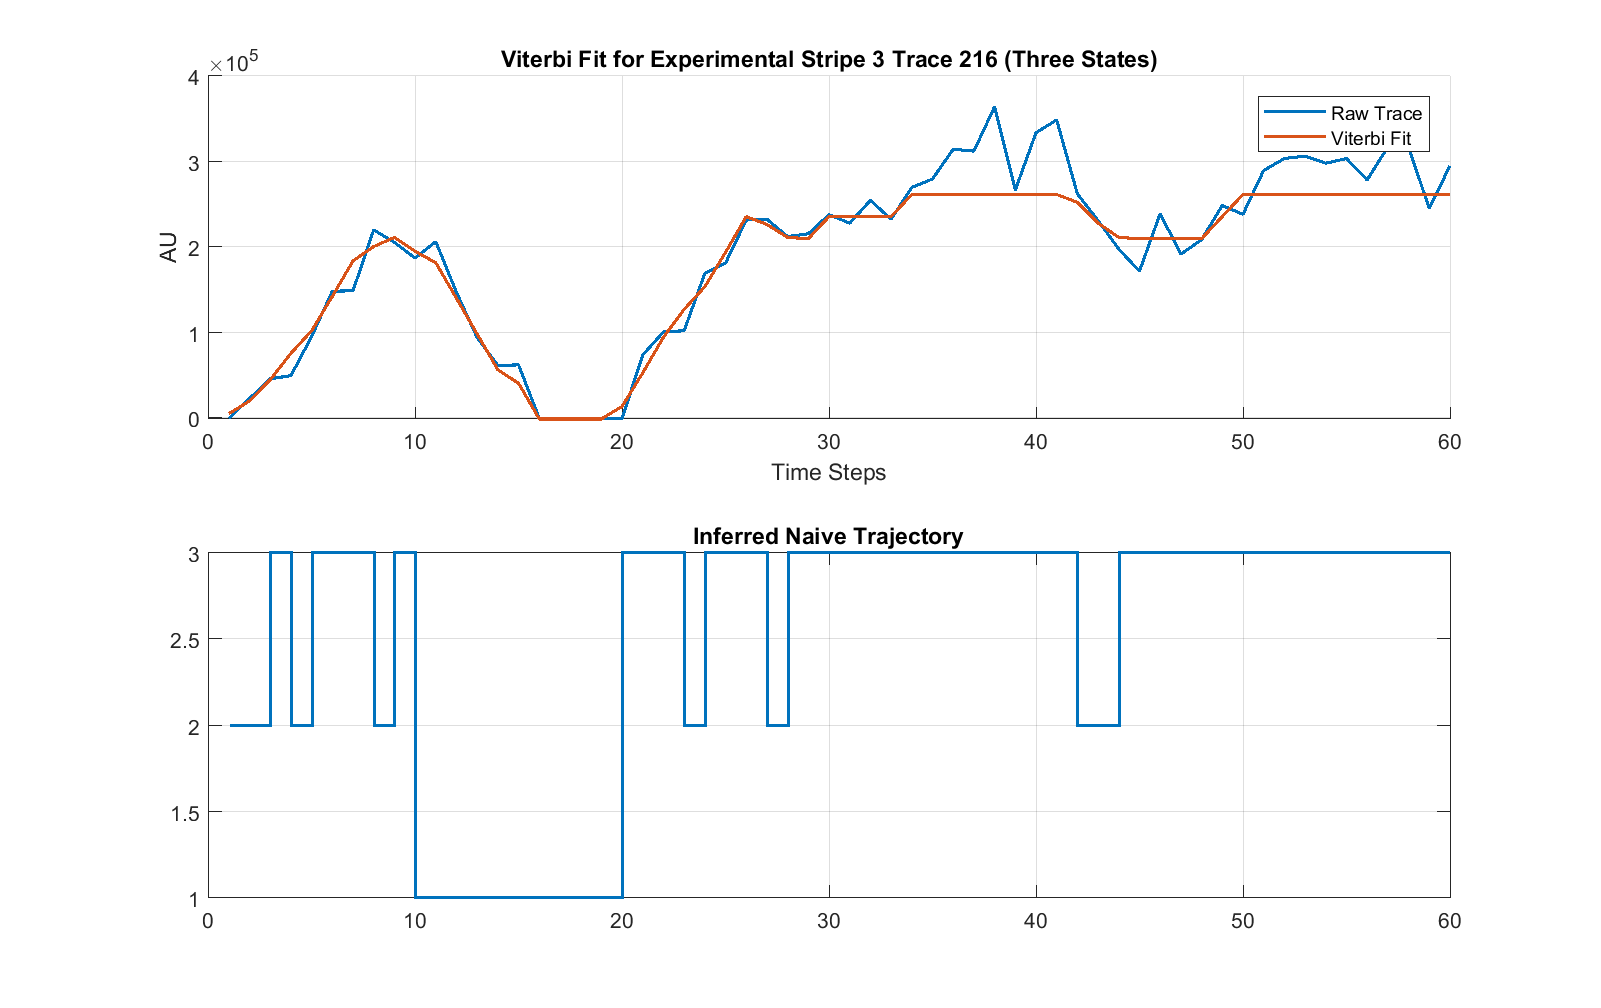 Viterbi Fit for Experimental Stripe 3 Trace 216 (Three States)
×10⁵
4
3
2
1
0
AU
Raw Trace
Viterbi Fit
0 10 20 30 40 50 60
Time Steps
Inferred Naive Trajectory
3
2.5
2
1.5
1
0 10 20 30 40 50 60